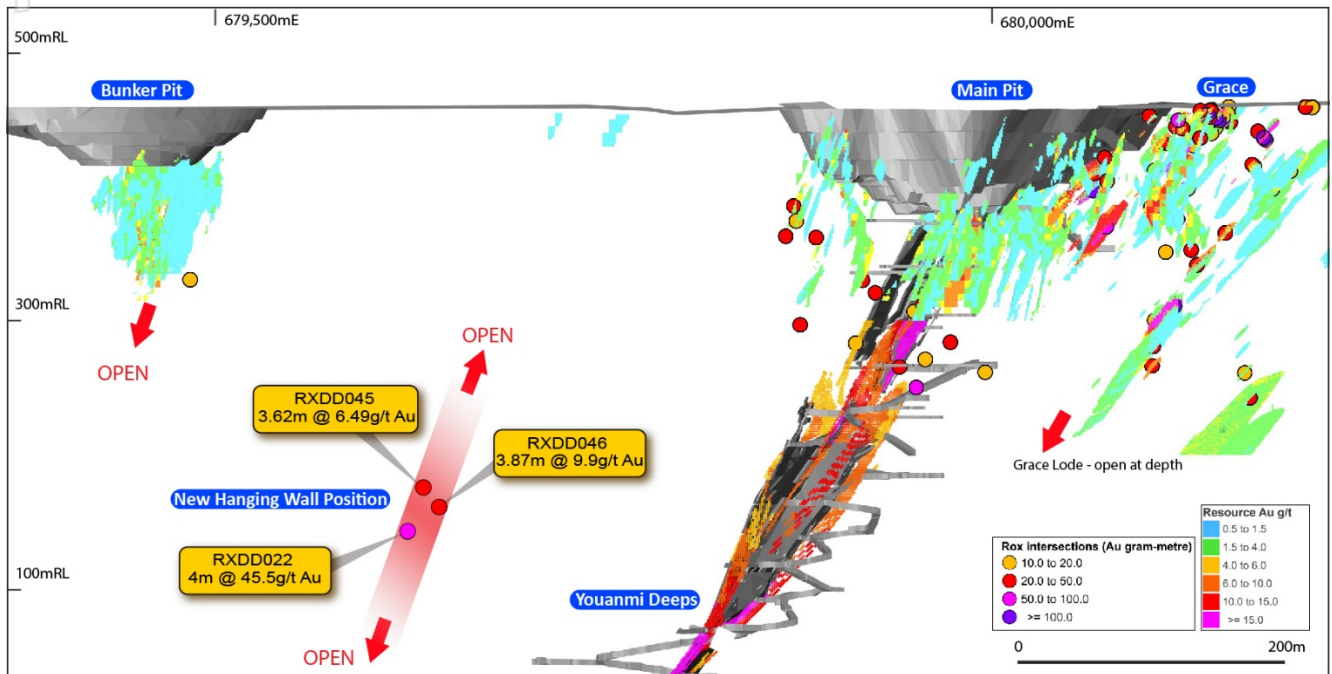 679,500mE
680,000mE
500mRL
Bunker Pit
Main Pit
Grace
300mRL
OPEN
OPEN
RXDD045
3.62m @ 6.49g/t Au
RXDD046
3.87m @ 9.9g/t Au
New Hanging Wall Position
RXDD022
4m @ 45.5g/t Au
100mRL
Youanmi Deeps
OPEN
Grace Lode - open at depth
Rox Intersections (Au gram-metre)
10.0 to 20.0
20.0 to 50.0
50.0 to 100.0
>= 100.0
Resource Au g/t
0.5 to 1.5
1.5 to 4.0
4.0 to 6.0
6.0 to 10.0
10.0 to 15.0
>= 15.0
0
200m